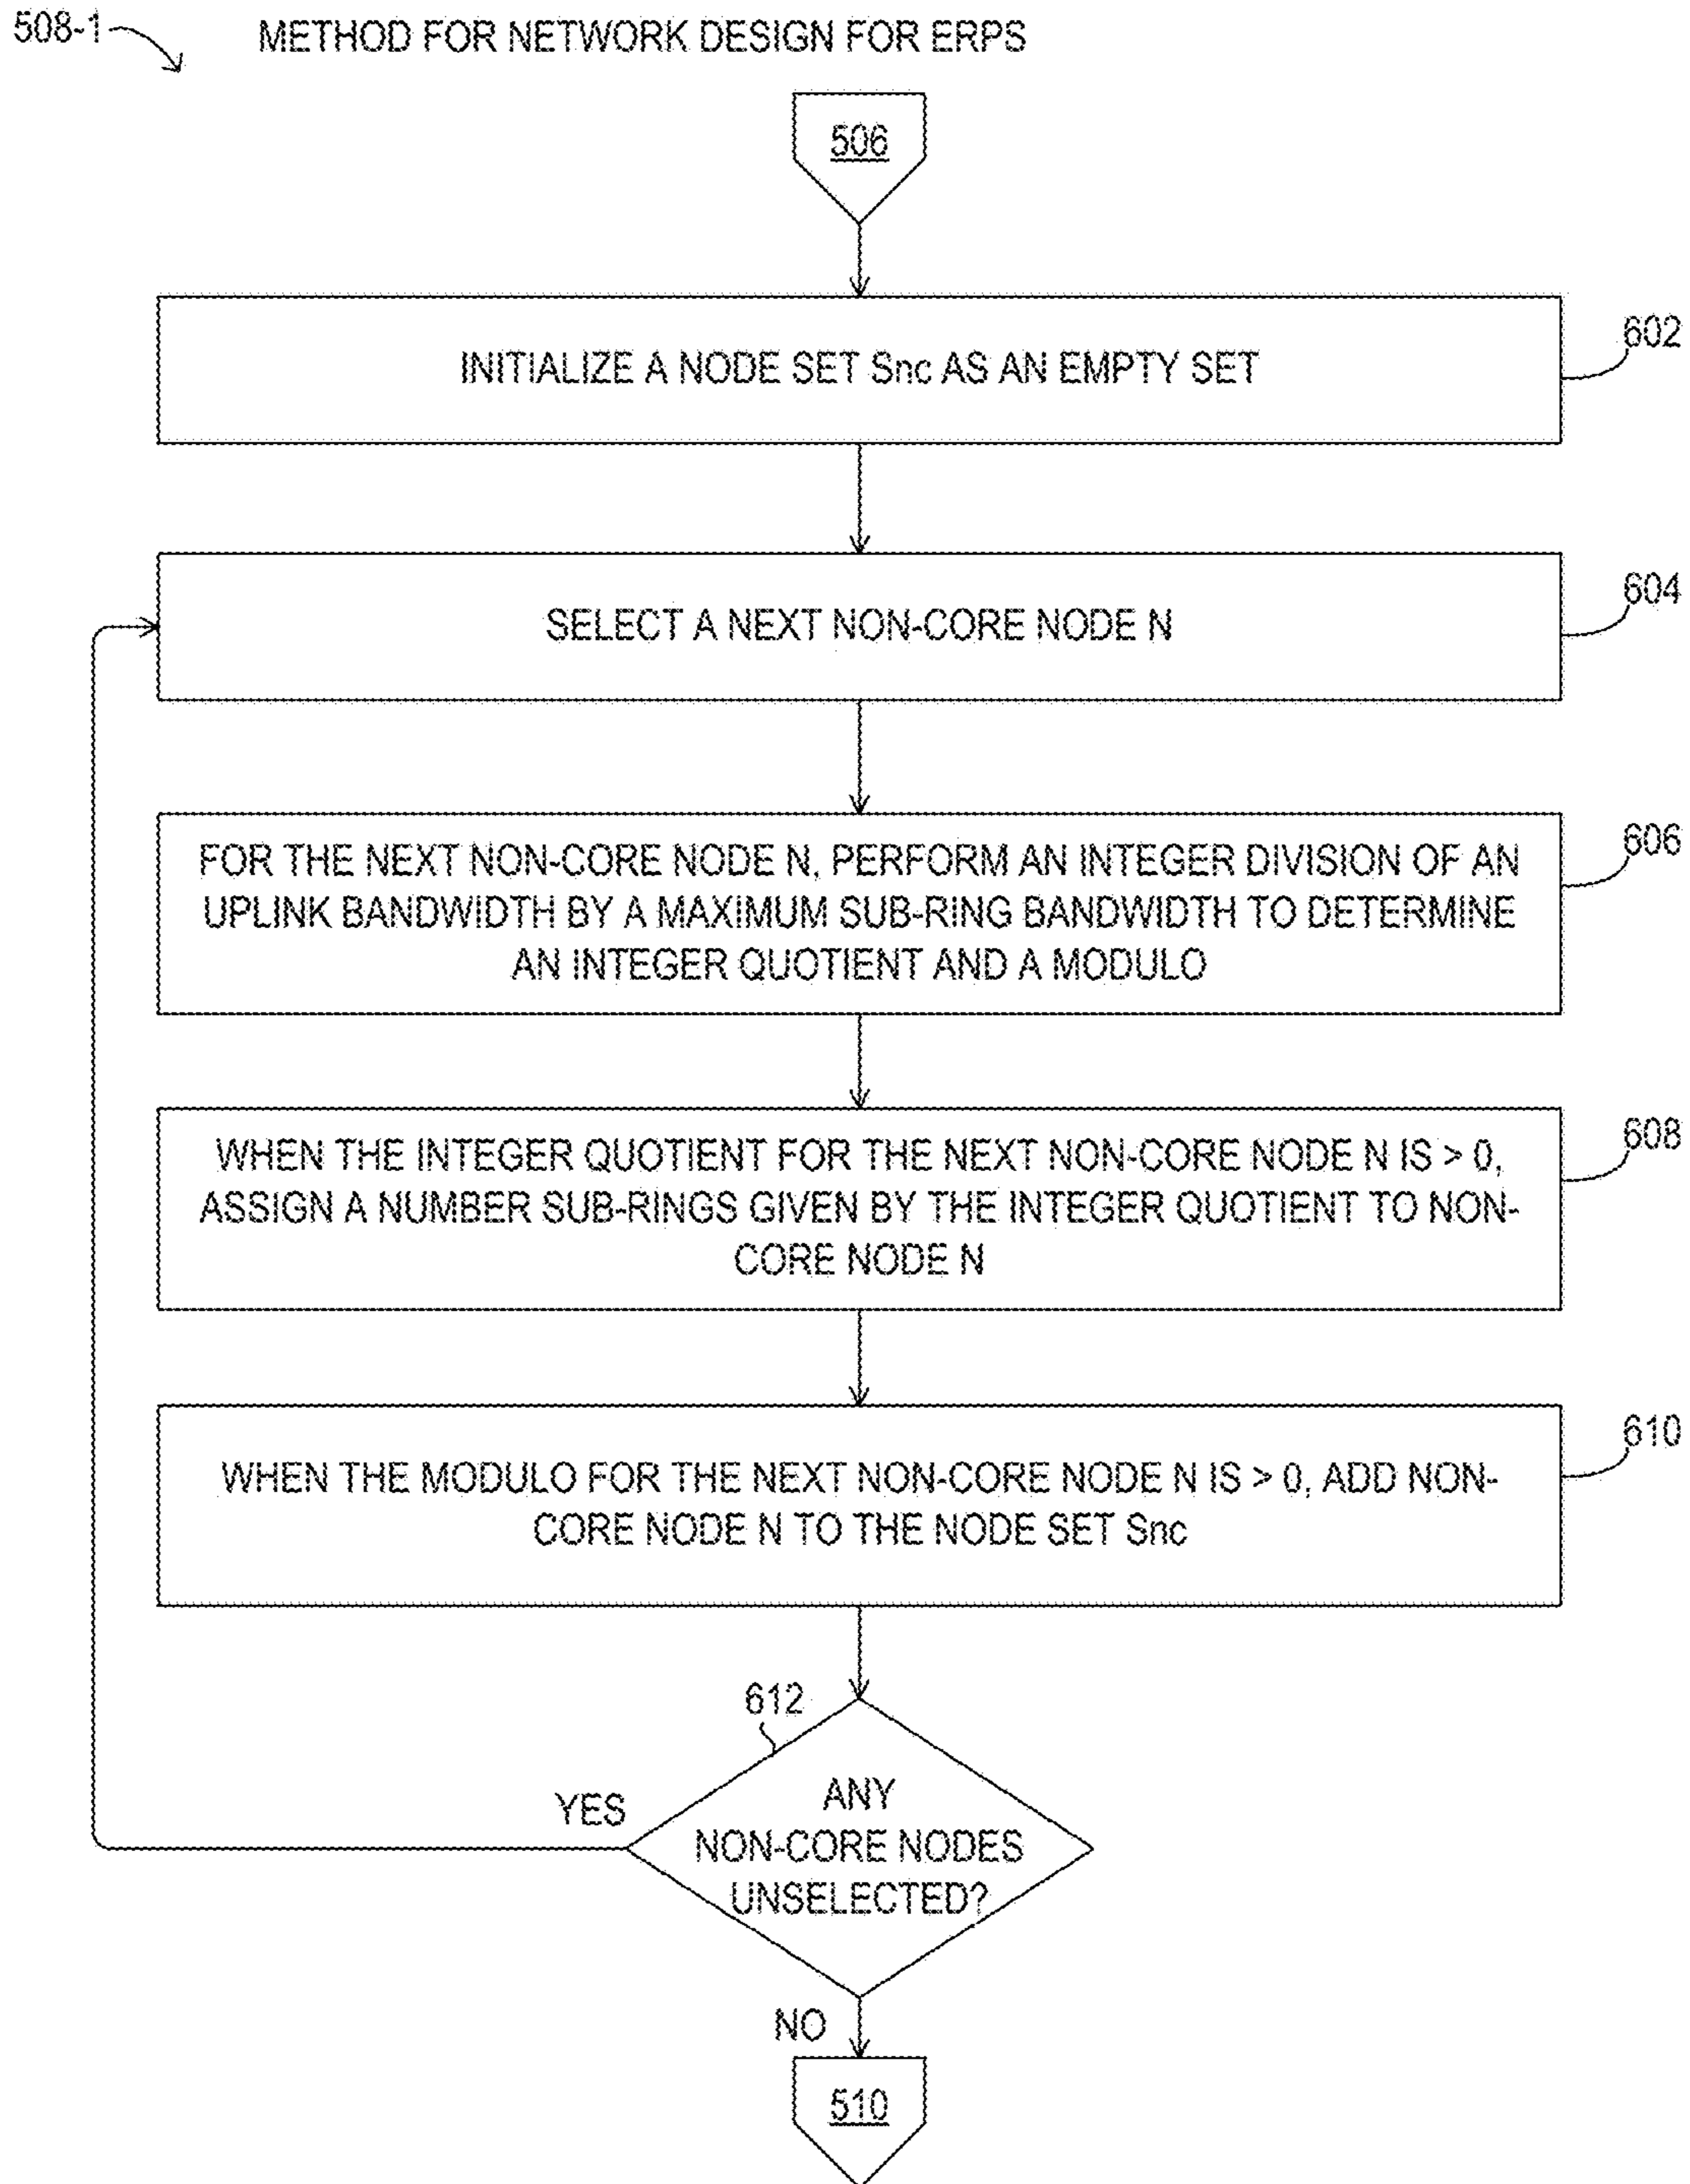 508-1
METHOD FOR NETWORK DESIGN FOR ERPS
506
INITIALIZE A NODE SET Snc AS AN EMPTY SET
602
SELECT A NEXT NON-CORE NODE N
604
FOR THE NEXT NON-CORE NODE N, PERFORM AN INTEGER DIVISION OF AN
UPLINK BANDWIDTH BY A MAXIMUM SUB-RING BANDWIDTH TO DETERMINE
AN INTEGER QUOTIENT AND A MODULO
606
WHEN THE INTEGER QUOTIENT FOR THE NEXT NON-CORE NODE N IS > 0,
ASSIGN A NUMBER SUB-RINGS GIVEN BY THE INTEGER QUOTIENT TO NON-
CORE NODE N
608
WHEN THE MODULO FOR THE NEXT NON-CORE NODE N IS > 0, ADD NON-
CORE NODE N TO THE NODE SET Snc
610
612
YES
ANY
NON-CORE NODES
UNSELECTED?
NO
510